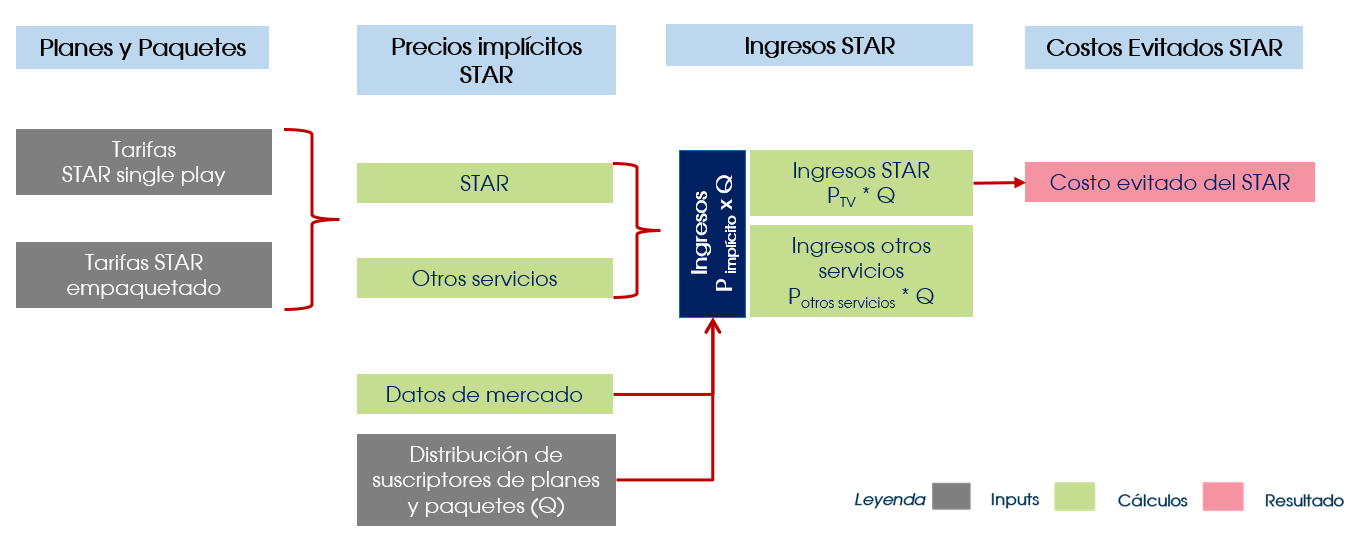 Planes y Paquetes
Precios implícitos
STAR
Ingresos STAR
Costos Evitados STAR
Tarifas
STAR single play
Tarifas STAR
empaquetado
STAR
Otros servicios
Datos de mercado
Distribución de
suscriptores de planes
y paquetes (Q)
Ingresos
P implícito x Q
Ingresos STAR
PTV * Q
Ingresos otros
servicios
Potros servicios * Q
Costo evitado del STAR
Leyenda Inputs Cálculos Resultado